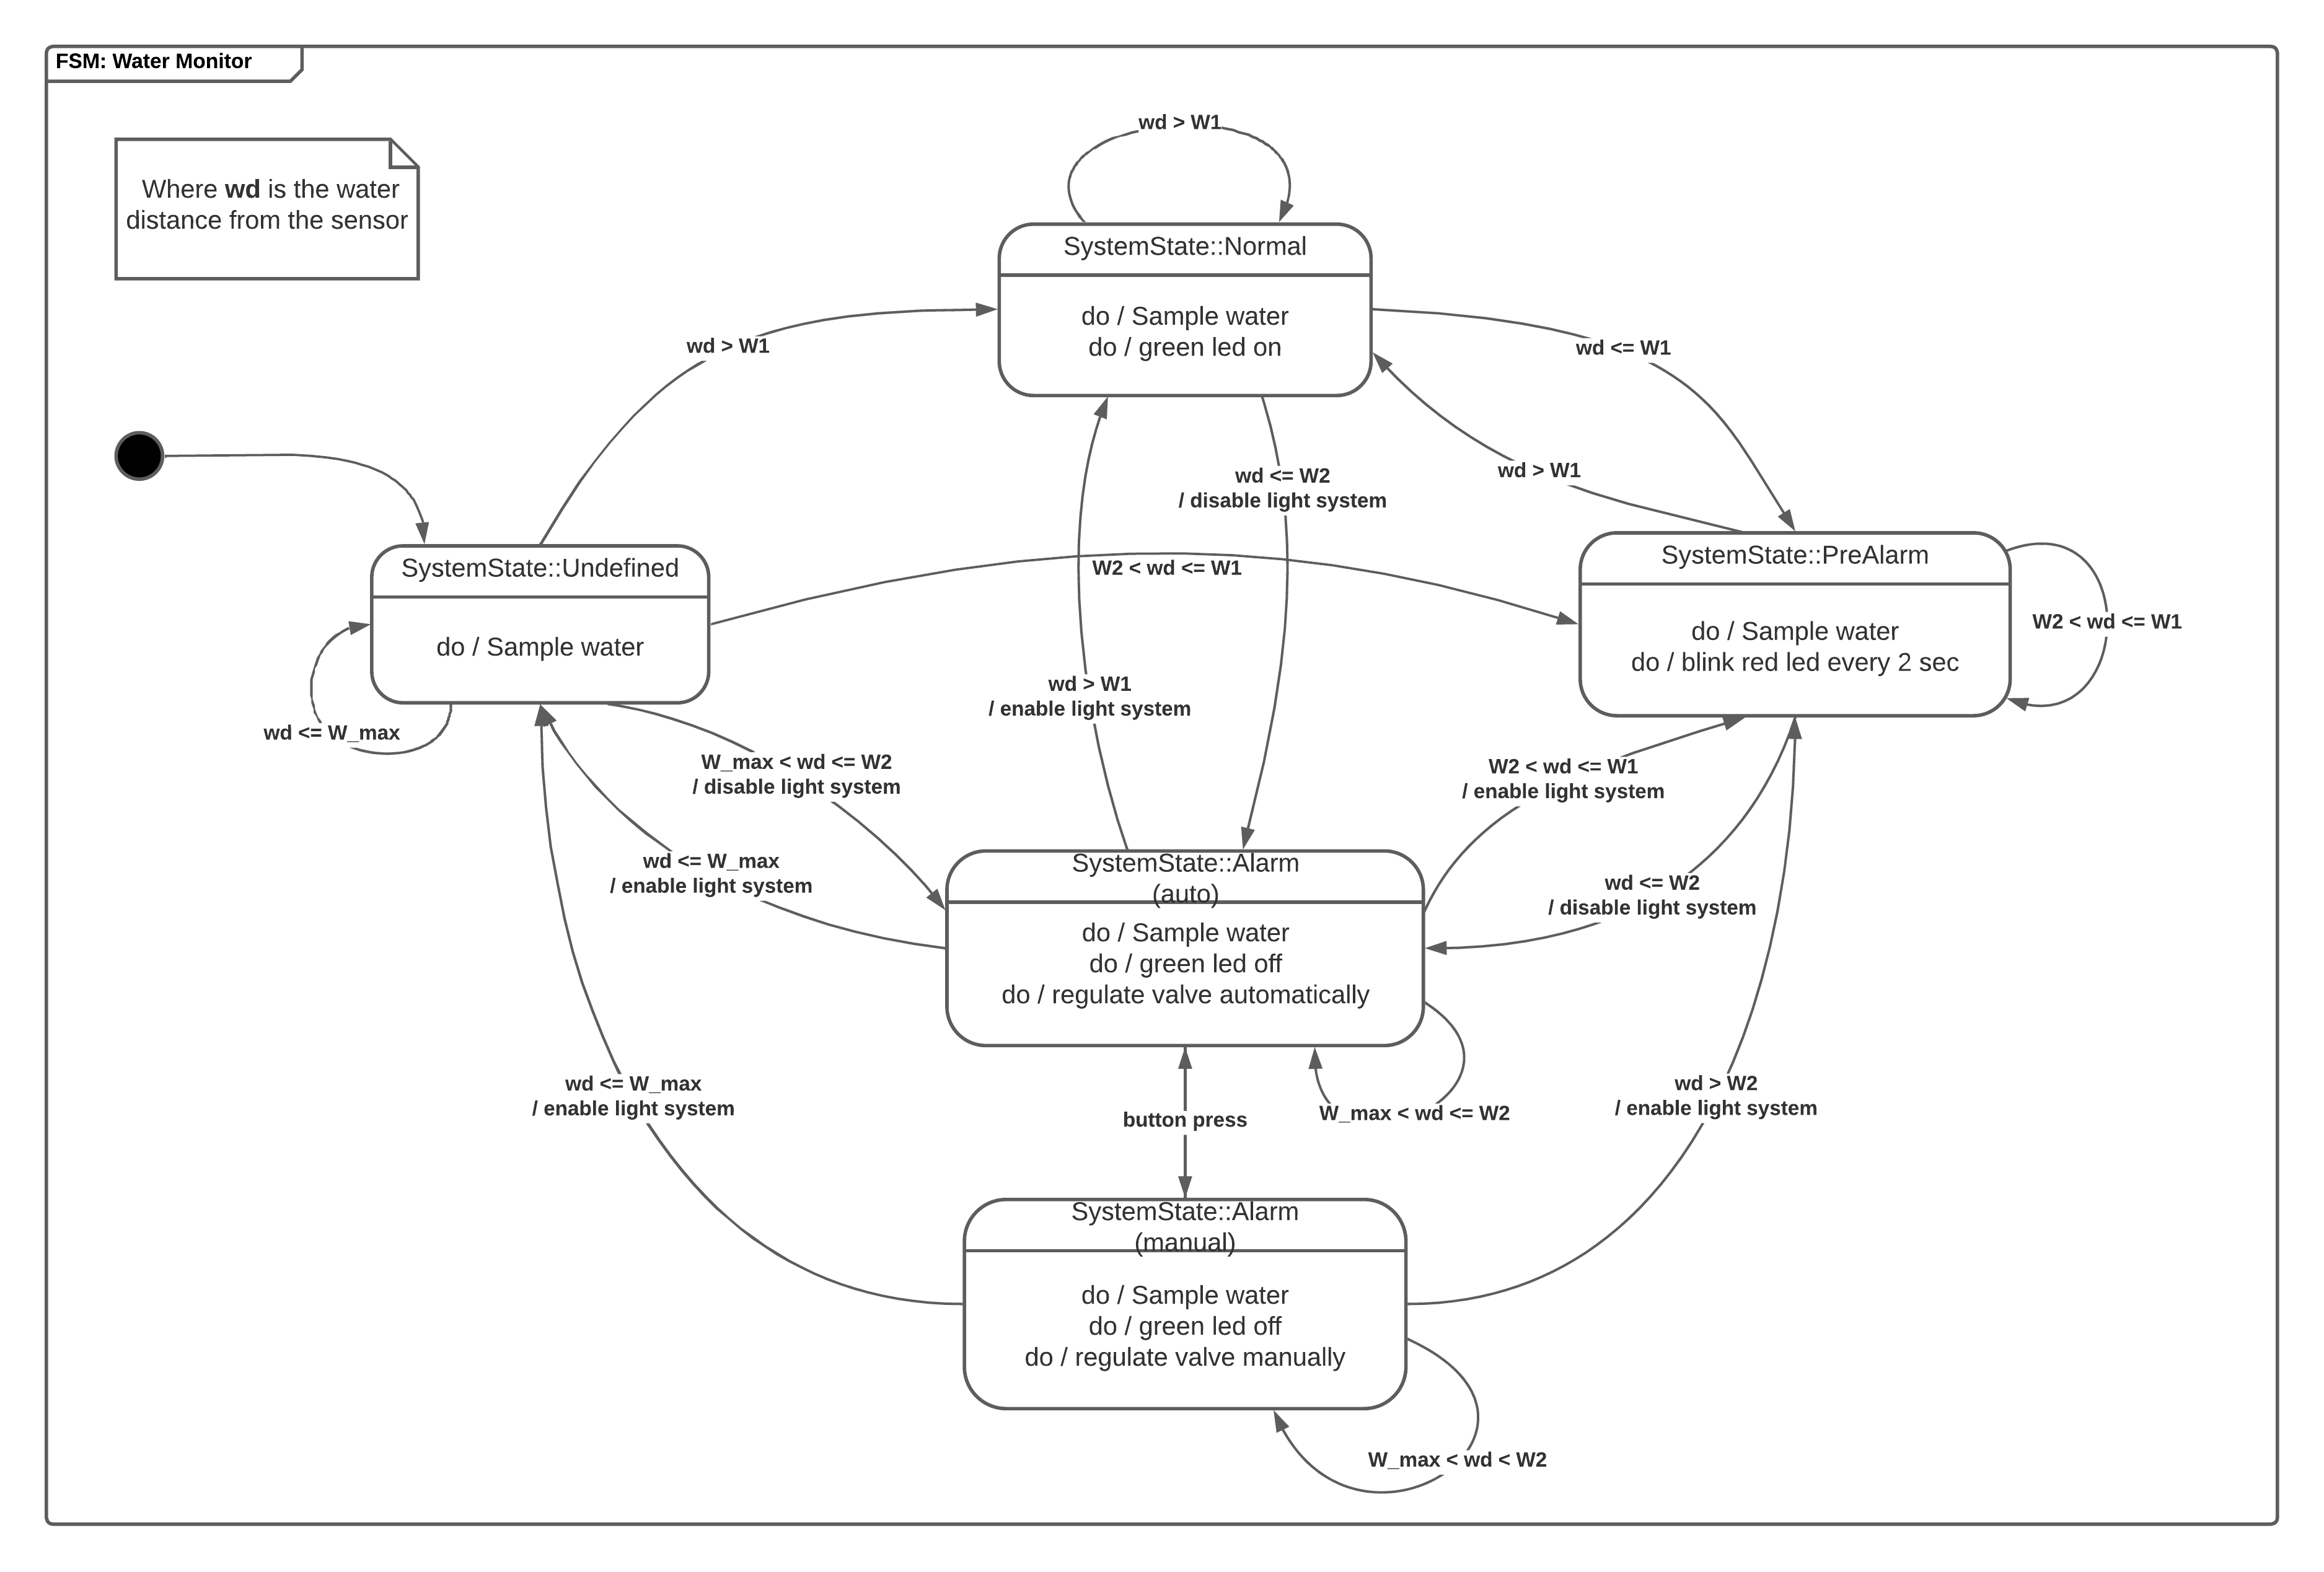 FSM: Water Monitor
Where wd is the water
distance from the sensor
wd > W1
SystemState::Normal
do / Sample water
do / green led on
wd > W1
wd <= W1
wd > W1
wd <= W2
/ disable light system
SystemState::Undefined
do / Sample water
W2 < wd <= W1
SystemState::PreAlarm
do / Sample water
do / blink red led every 2 sec
W2 < wd <= W1
wd <= W_max
wd > W1
/ enable light system
W_max < wd <= W2
/ disable light system
W2 < wd <= W1
/ enable light system
wd <= W_max
/ enable light system
SystemState::Alarm
(auto)
do / Sample water
do / green led off
do / regulate valve automatically
wd <= W2
/ disable light system
wd <= W_max
/ enable light system
button press
W_max < wd <= W2
wd > W2
/ enable light system
SystemState::Alarm
(manual)
do / Sample water
do / green led off
do / regulate valve manually
W_max < wd < W2